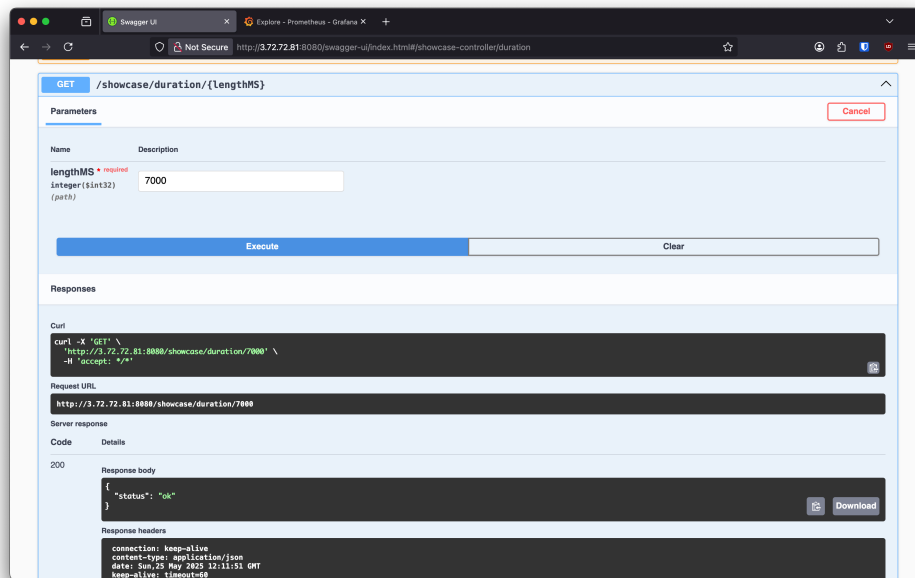 Swagger UI
Explore - Prometheus - Grafana
Not Secure
http://3.72.72.81:8080/swagger-ui/index.html#/showcase-controller/duration
GET /showcase/duration/{lengthMS}
Parameters
Cancel
Name Description
lengthMS * required
integer($int32)
(path)
7000
Execute Clear
Responses
Curl
curl -X 'GET' \
'http://3.72.72.81:8080/showcase/duration/7000' \
-H 'accept: */*'
Request URL
http://3.72.72.81:8080/showcase/duration/7000
Server response
Code Details
200
Response body
{
"status": "ok"
}
Download
Response headers
connection: keep-alive
content-type: application/json
date: Sun,25 May 2025 12:11:51 GMT
keep-alive: timeout=60